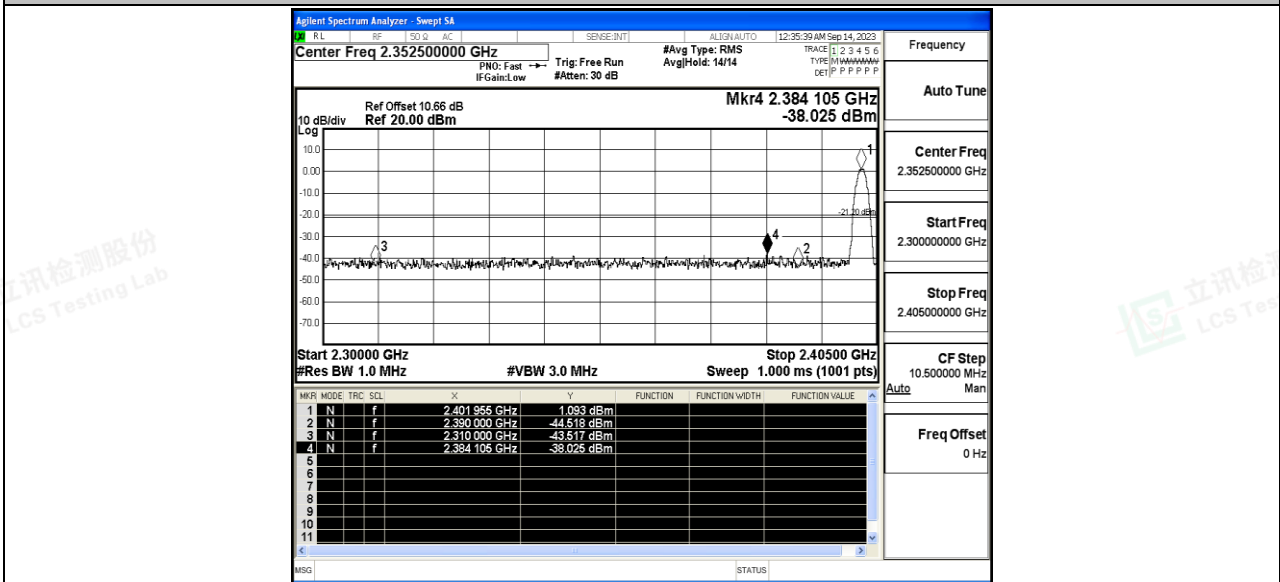 Agilent Spectrum Analyzer - Swept SA
RL RF 50 Ω AC SENSE:INT ALIGN AUTO 12:35:39 AM Sep 14, 2023
Center Freq 2.352500000 GHz
PNO: Fast
IFGain:Low
Trig: Free Run
#Atten: 30 dB
#Avg Type: RMS
Avg|Hold: 14/14
TRACE 1 2 3 4 5 6
TYPE M W W W W W
DET P P P P P P
Ref Offset 10.66 dB
10 dB/div Ref 20.00 dBm
Log
Mkr4 2.384 105 GHz
-38.025 dBm
10.0
0.00
-10.0
-20.0
-30.0
-40.0
-50.0
-60.0
-70.0
1
-21.20 dBm
3
4
2
Start 2.30000 GHz Stop 2.40500 GHz
#Res BW 1.0 MHz #VBW 3.0 MHz Sweep 1.000 ms (1001 pts)
MKR MODE TRC SCL X Y FUNCTION FUNCTION WIDTH FUNCTION VALUE
1 N f 2.401 955 GHz 1.093 dBm
2 N f 2.390 000 GHz -44.518 dBm
3 N f 2.310 000 GHz -43.517 dBm
4 N f 2.384 105 GHz -38.025 dBm
5
6
7
8
9
10
11
MSG STATUS
Frequency
Auto Tune
Center Freq
2.352500000 GHz
Start Freq
2.300000000 GHz
Stop Freq
2.405000000 GHz
CF Step
10.500000 MHz
Auto Man
Freq Offset
0 Hz
立讯检测股份
LCS Testing Lab
立讯检
LCS Tes